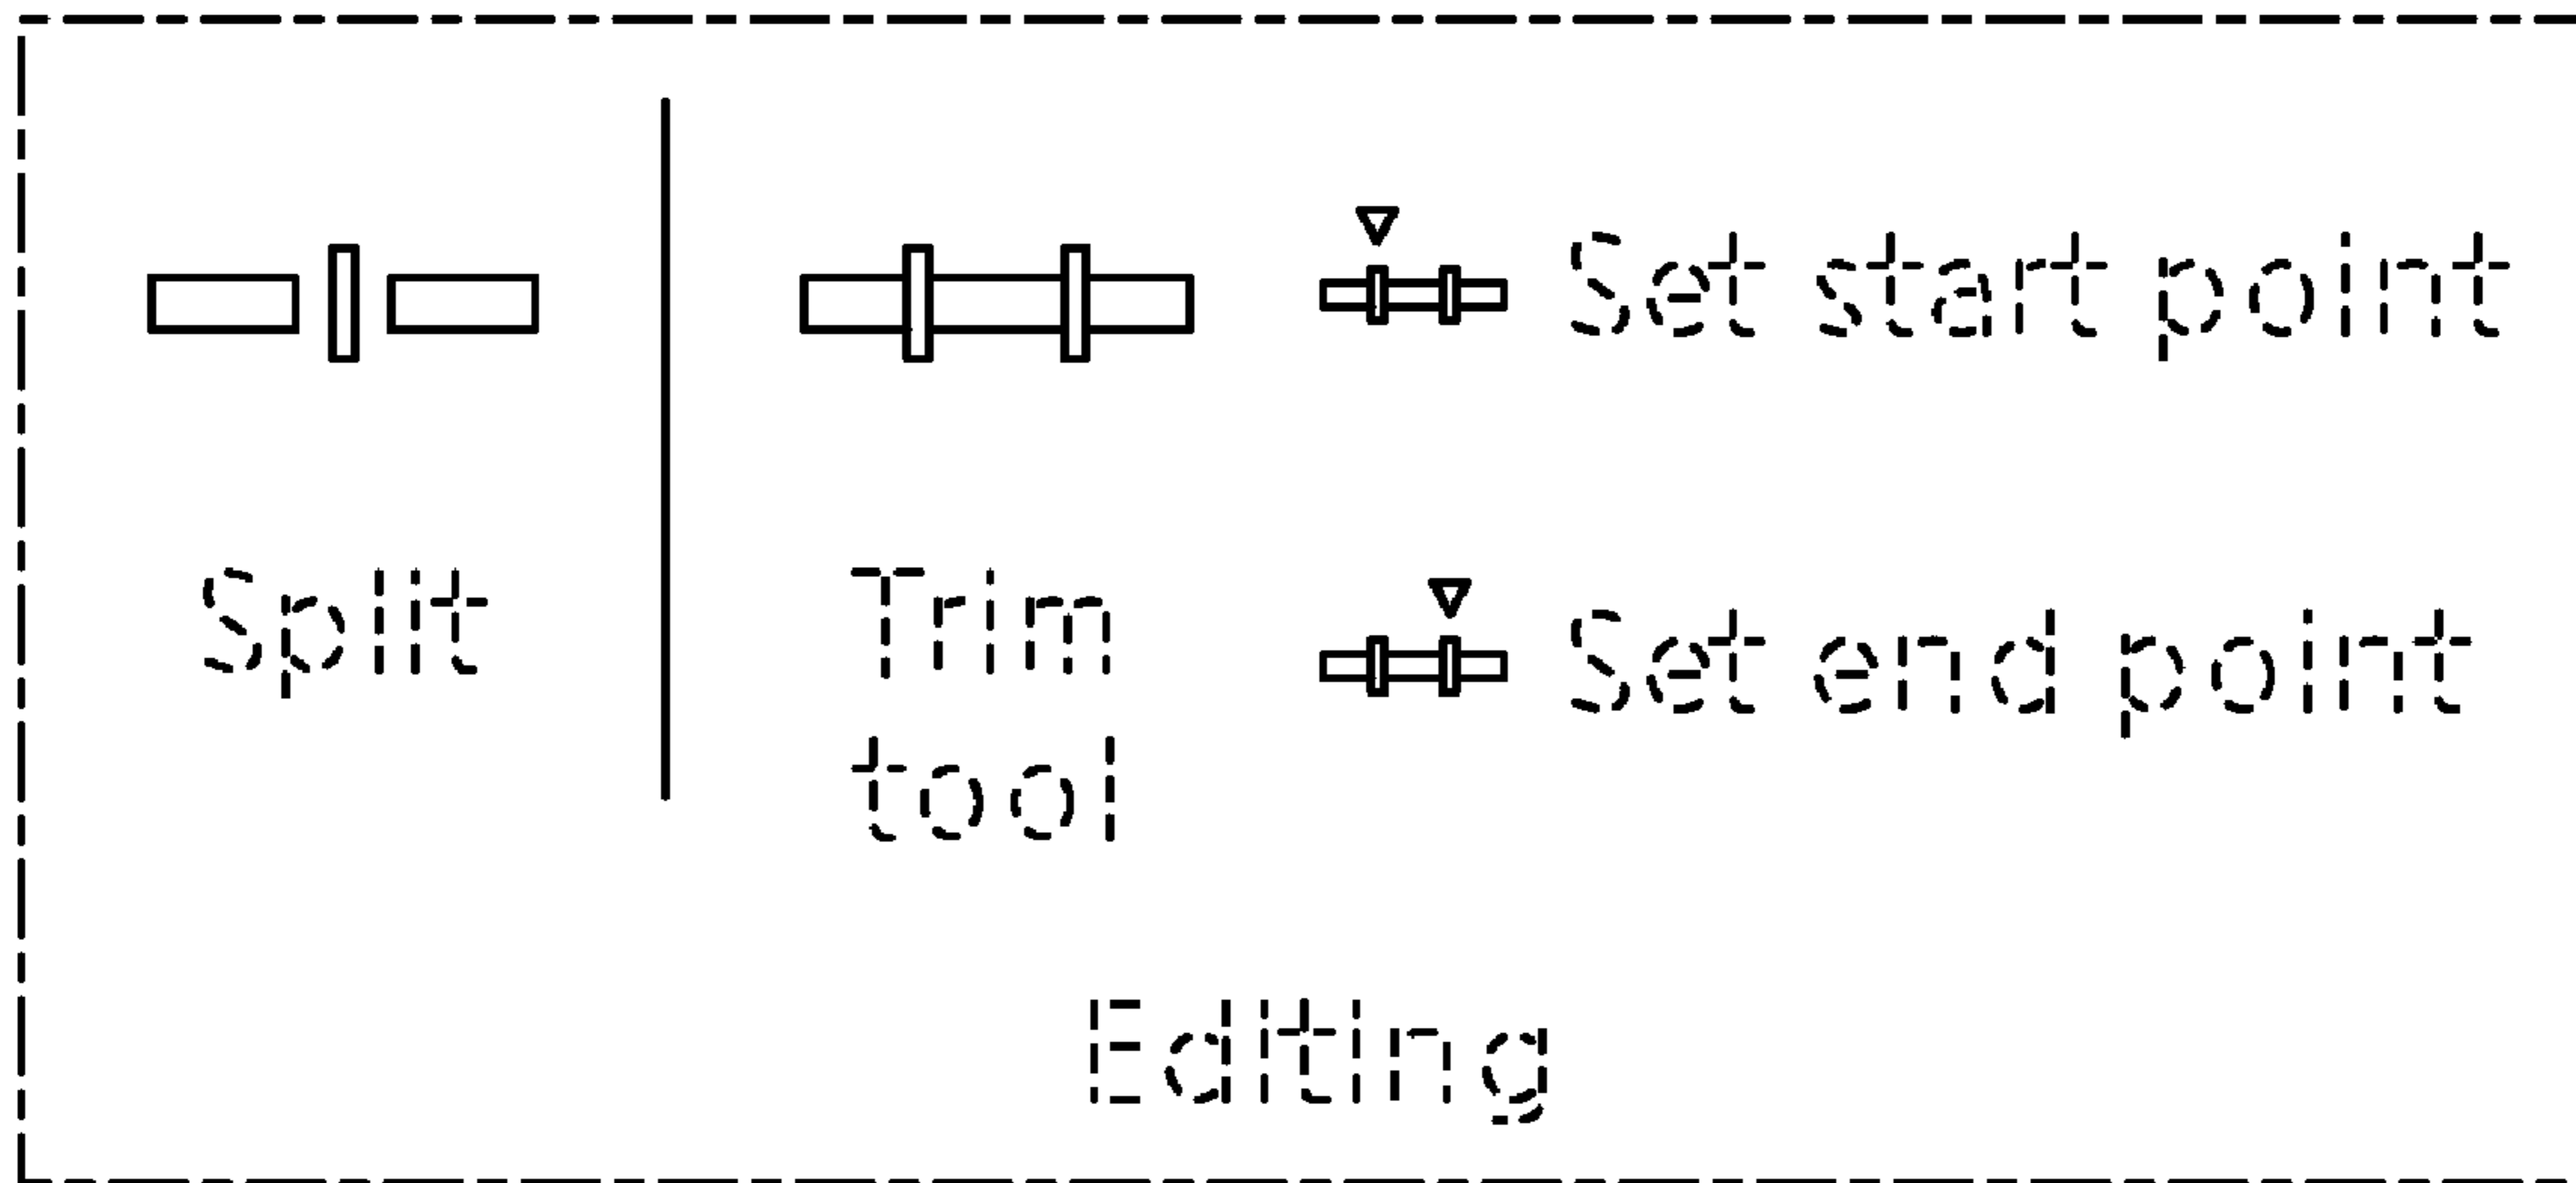 Split
Trim
tool
Set start point
Set end point
Editing